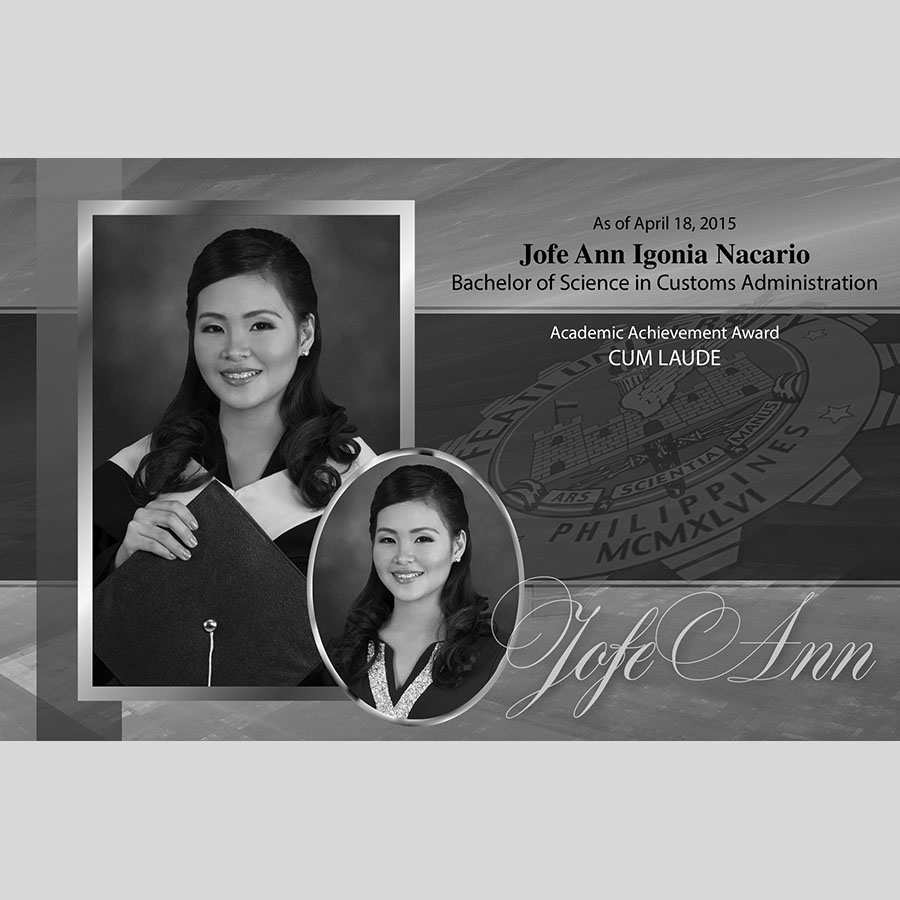 As of April 18, 2015
Jofe Ann Igonia Nacario
Bachelor of Science in Customs Administration
Academic Achievement Award
CUM LAUDE
FEATI UNIVERSITY
ARS SCIENTIA MANUS
PHILIPPINES
MCMXLVI
Jofe Ann